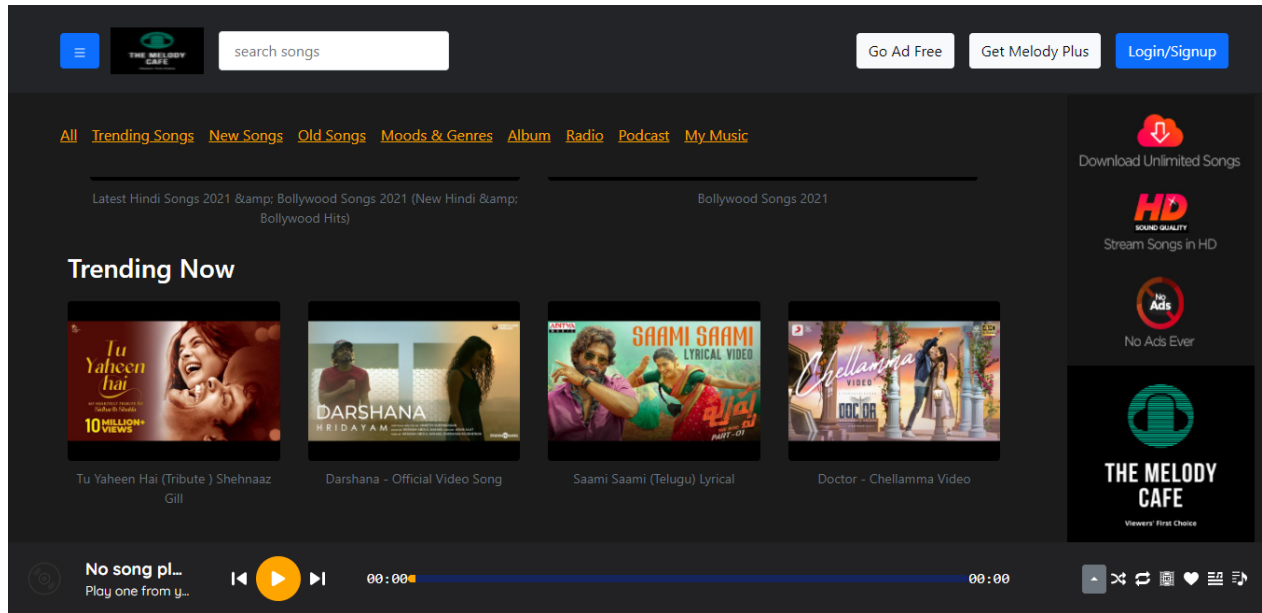 THE MELODY
CAFE
search songs
Go Ad Free
Get Melody Plus
Login/Signup
All Trending Songs New Songs Old Songs Moods & Genres Album Radio Podcast My Music
Latest Hindi Songs 2021 &amp; Bollywood Songs 2021 (New Hindi &amp;
Bollywood Hits)
Bollywood Songs 2021
Trending Now
Tu
Yaheen
hai
10 MILLION+
VIEWS
Tu Yaheen Hai (Tribute ) Shehnaaz
Gill
DARSHANA
HRIDAYAM
Darshana - Official Video Song
ADITYA
MUSIC
SAAMI SAAMI
LYRICAL VIDEO
PART-01
Saami Saami (Telugu) Lyrical
Chellamma
VIDEO
DOCTOR
Doctor - Chellamma Video
Download Unlimited Songs
HD
SOUND QUALITY
Stream Songs in HD
No
Ads
No Ads Ever
THE MELODY
CAFE
Viewers' First Choice
No song pl...
Play one from y...
00:00
00:00